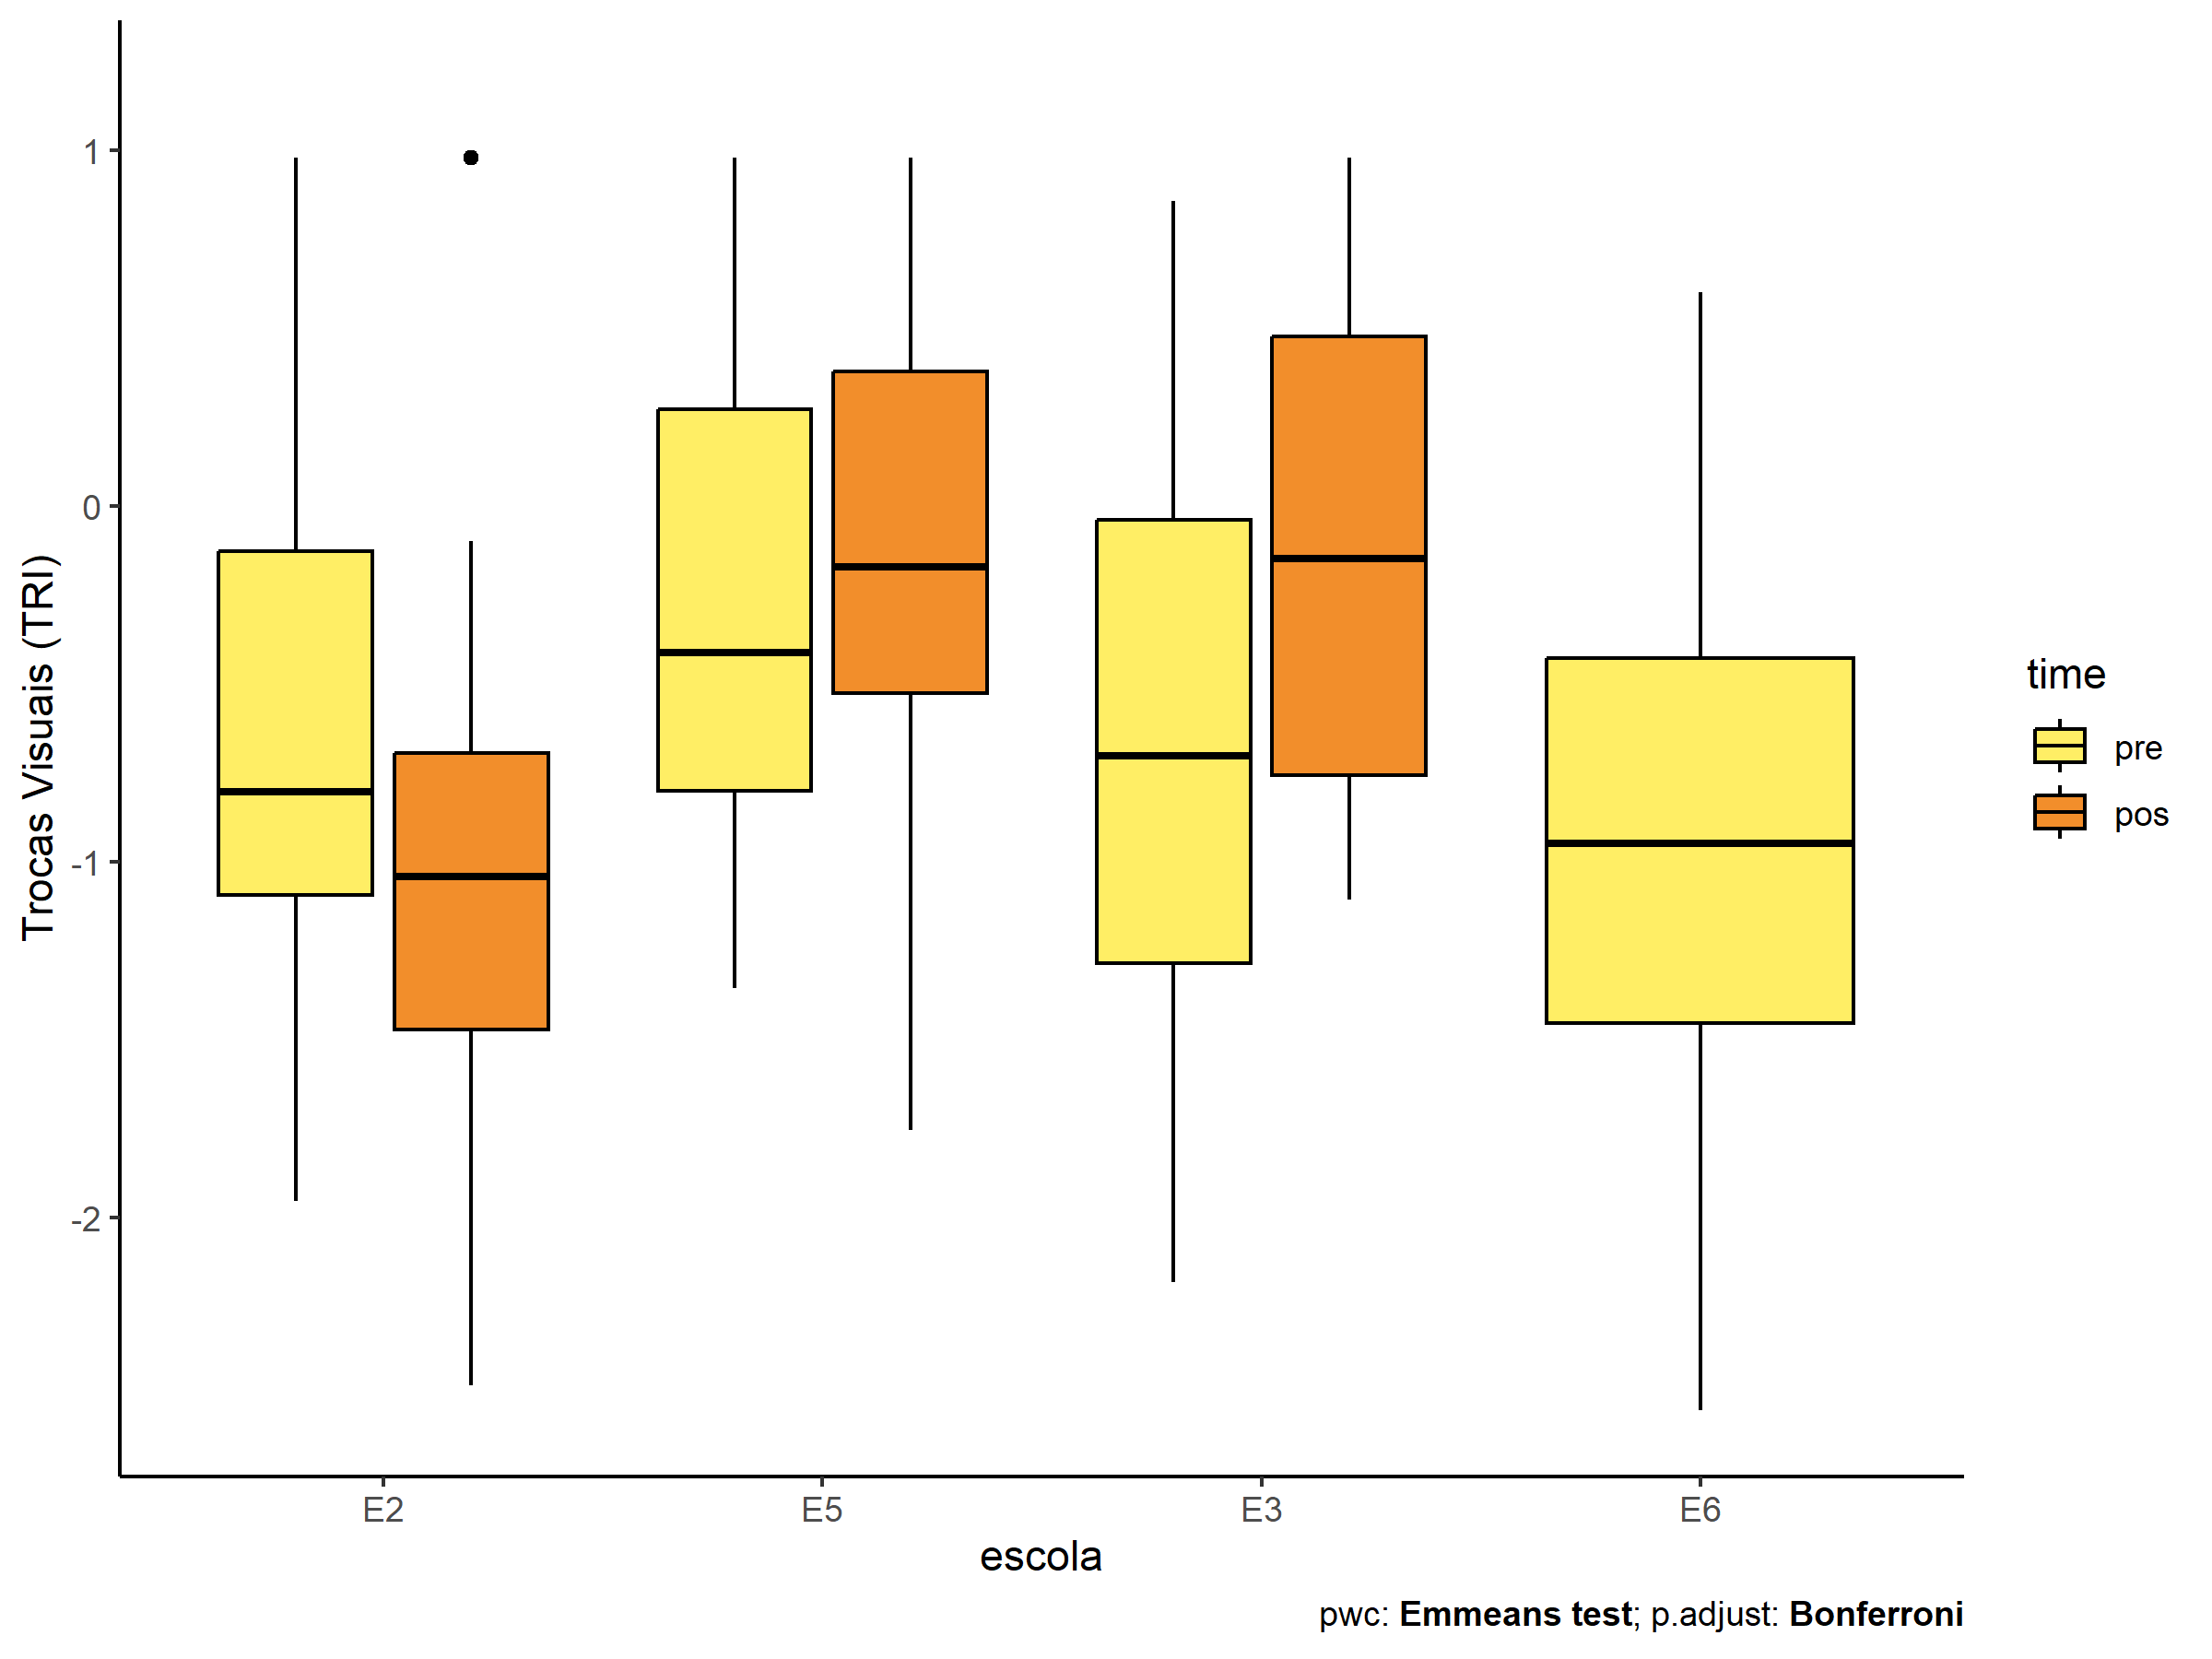 Trocas Visuais (TRI)
1
0
-1
-2
E2 E5 E3 E6
escola
time
pre
pos
pwc: Emmeans test; p.adjust: Bonferroni